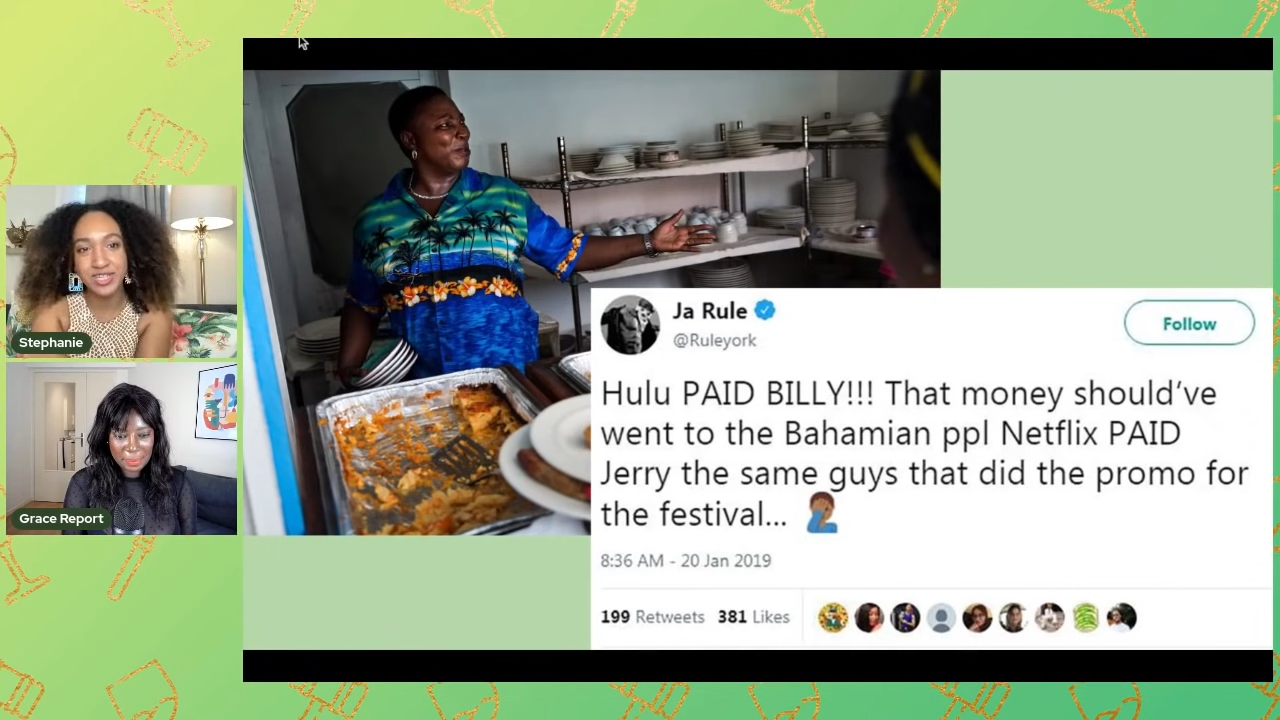 Stephanie
Grace Report
Ja Rule
@Ruleyork
Follow
Hulu PAID BILLY!!! That money should’ve
went to the Bahamian ppl Netflix PAID
Jerry the same guys that did the promo for
the festival... 🤦🏾‍♂️
8:36 AM - 20 Jan 2019
199 Retweets 381 Likes